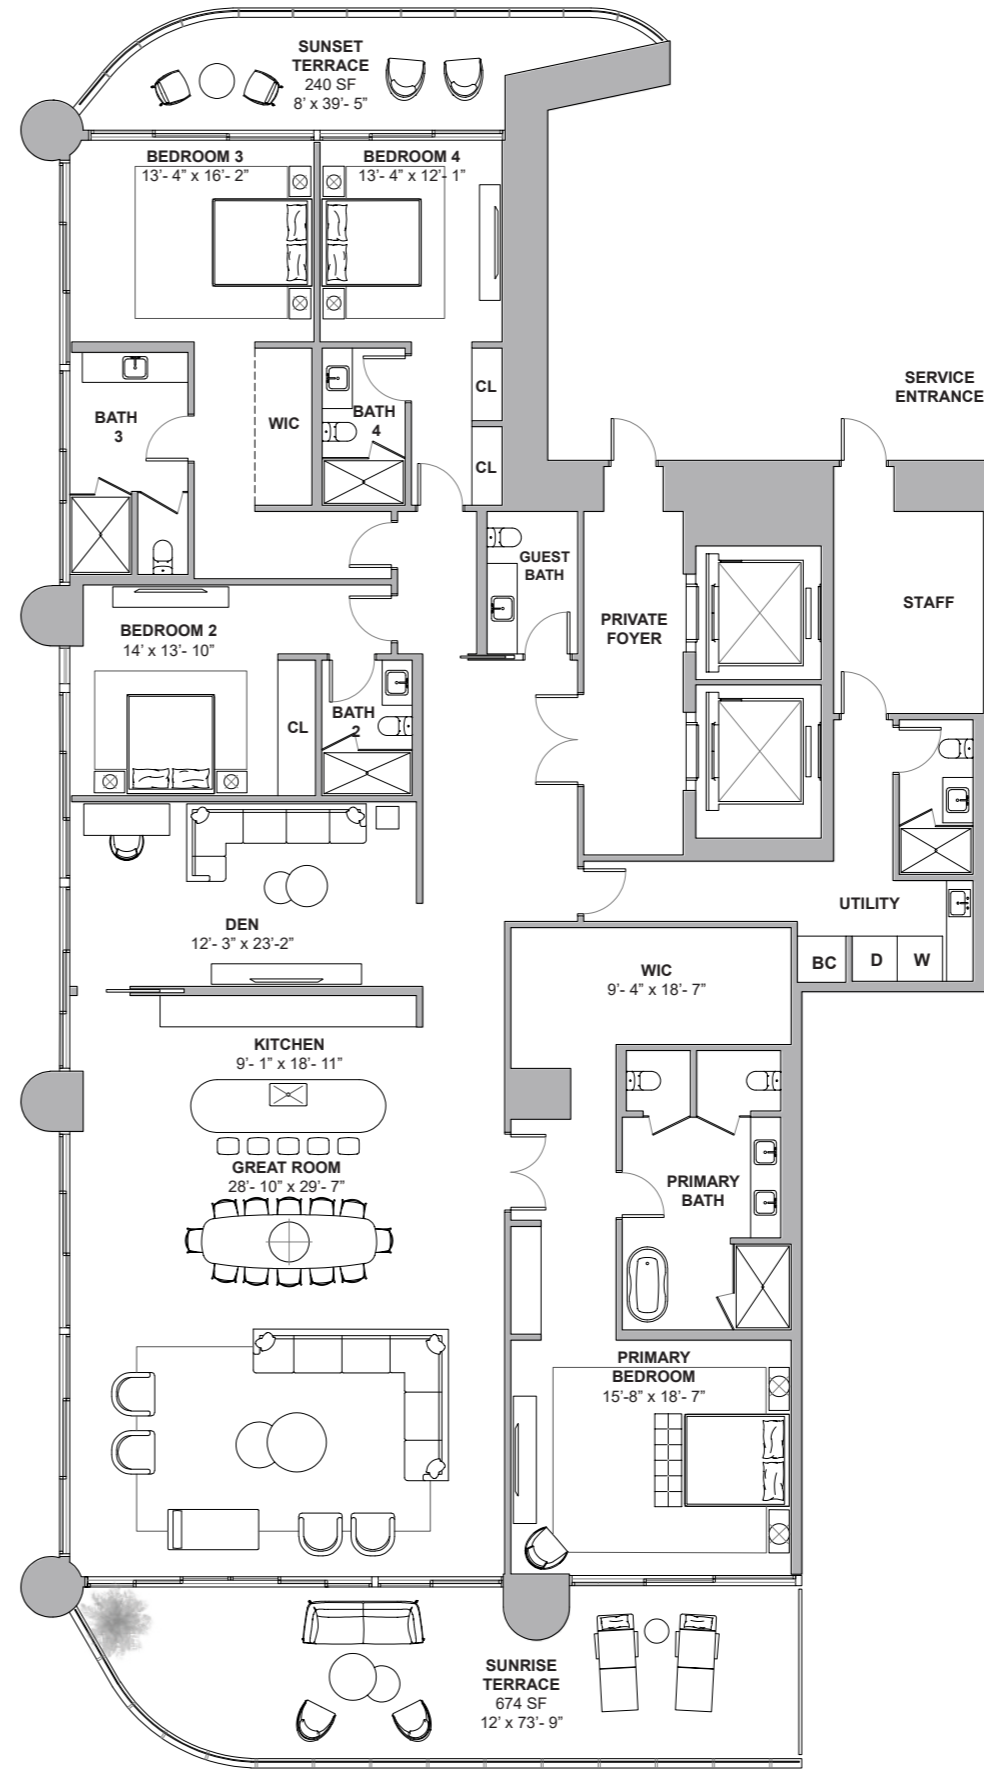 SUNSET
TERRACE
240 SF
8' x 39'- 5”
BEDROOM 3
13'- 4” x 16'- 2”
BEDROOM 4
13'- 4” x 12'- 1”
SERVICE
ENTRANCE
CL
BATH
3
WIC
BATH
4
CL
GUEST
BATH
PRIVATE
FOYER
STAFF
BEDROOM 2
14' x 13'- 10”
CL
BATH
2
DEN
12'- 3” x 23'-2”
UTILITY
BC
D
W
WIC
9'- 4” x 18'- 7”
KITCHEN
9'- 1” x 18'- 11”
GREAT ROOM
28'- 10” x 29'- 7”
PRIMARY
BATH
PRIMARY
BEDROOM
15'-8” x 18'- 7”
SUNRISE
TERRACE
674 SF
12' x 73'- 9”